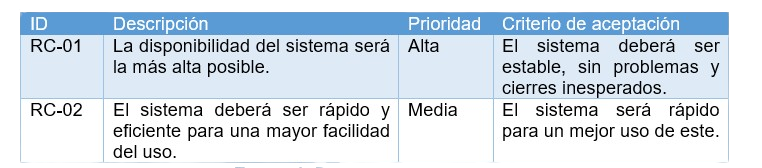 ID Descripción Prioridad Criterio de aceptación
RC-01 La disponibilidad del sistema será Alta El sistema deberá ser
la más alta posible. estable, sin problemas y
cierres inesperados.
RC-02 El sistema deberá ser rápido y Media El sistema será rápido
eficiente para una mayor facilidad para un mejor uso de este.
del uso.